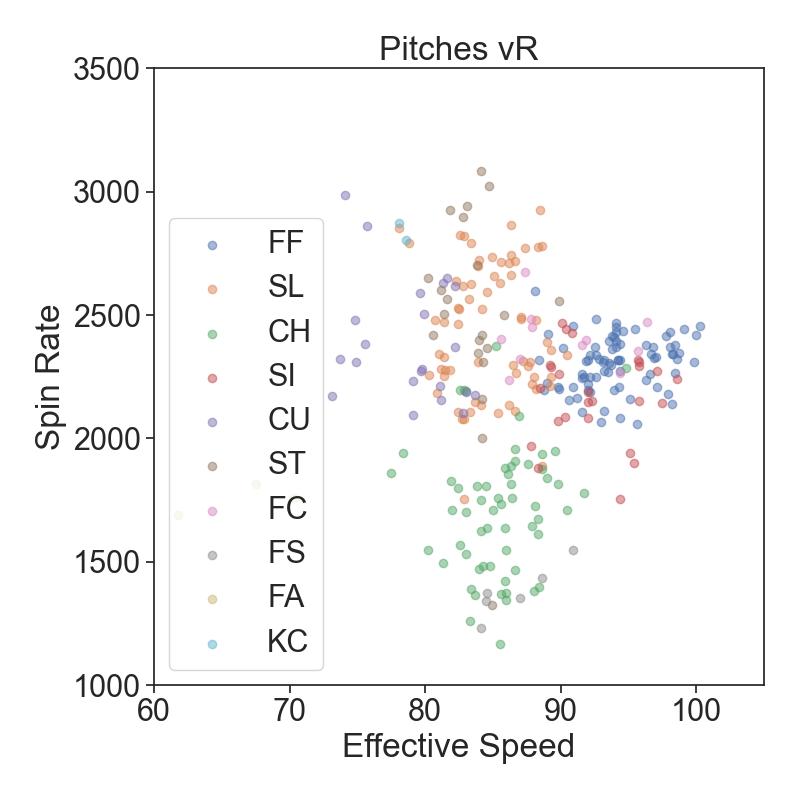 Pitches vR
3500
3000
2500
2000
1500
1000
Spin Rate
FF
SL
CH
SI
CU
ST
FC
FS
FA
KC
60 70 80 90 100
Effective Speed